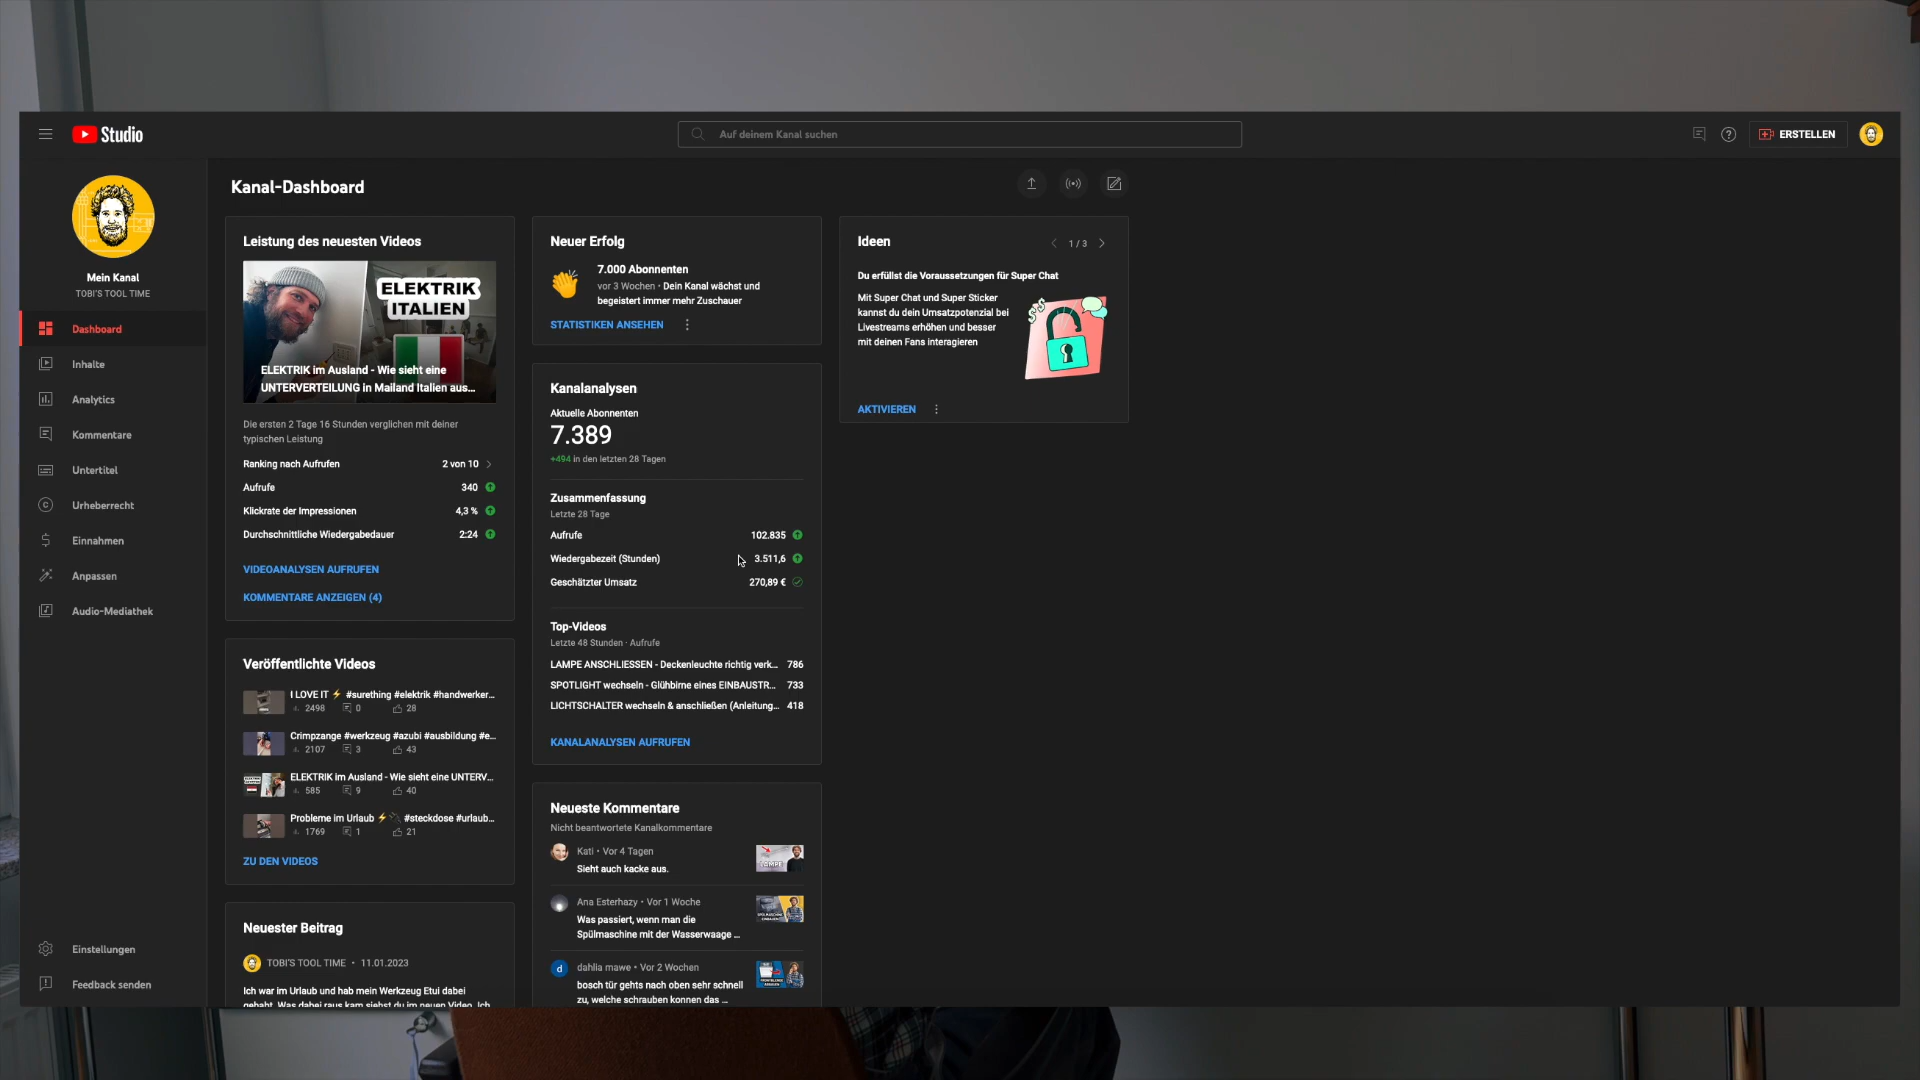 Studio
Auf deinem Kanal suchen
ERSTELLEN
Mein Kanal
TOBI'S TOOL TIME
Dashboard
Inhalte
Analytics
Kommentare
Untertitel
Urheberrecht
Einnahmen
Anpassen
Audio-Mediathek
Einstellungen
Feedback senden
Kanal-Dashboard
Leistung des neuesten Videos
ELEKTRIK
ITALIEN
ELEKTRIK im Ausland - Wie sieht eine
UNTERVERTEILUNG in Mailand Italien aus...
Die ersten 2 Tage 16 Stunden verglichen mit deiner
typischen Leistung
Ranking nach Aufrufen 2 von 10
Aufrufe 340
Klickrate der Impressionen 4,3 %
Durchschnittliche Wiedergabedauer 2:24
VIDEOANALYSEN AUFRUFEN
KOMMENTARE ANZEIGEN (4)
Veröffentlichte Videos
I LOVE IT ⚡ #surething #elektrik #handwerker...
2498 0 28
Crimpzange #werkzeug #azubi #ausbildung #e...
2107 3 43
ELEKTRIK im Ausland - Wie sieht eine UNTERV...
585 9 40
Probleme im Urlaub ⚡🔌 #steckdose #urlaub...
1769 1 21
ZU DEN VIDEOS
Neuester Beitrag
TOBI'S TOOL TIME • 11.01.2023
Ich war im Urlaub und hab mein Werkzeug Etui dabei
gehabt. Was dabei raus kam siehst du im neuen Video. Ich
Neuer Erfolg
7.000 Abonnenten
vor 3 Wochen • Dein Kanal wächst und
begeistert immer mehr Zuschauer
STATISTIKEN ANSEHEN
Kanalanalysen
Aktuelle Abonnenten
7.389
+494 in den letzten 28 Tagen
Zusammenfassung
Letzte 28 Tage
Aufrufe 102.835
Wiedergabezeit (Stunden) 3.511,6
Geschätzter Umsatz 270,89 €
Top-Videos
Letzte 48 Stunden · Aufrufe
LAMPE ANSCHLIESSEN - Deckenleuchte richtig verk... 786
SPOTLIGHT wechseln - Glühbirne eines EINBAUSTR... 733
LICHTSCHALTER wechseln & anschließen (Anleitung... 418
KANALANALYSEN AUFRUFEN
Neueste Kommentare
Nicht beantwortete Kanalkommentare
Kati • Vor 4 Tagen
Sieht auch kacke aus.
LAMPE
Ana Esterhazy • Vor 1 Woche
Was passiert, wenn man die
Spülmaschine mit der Wasserwaage ...
d dahlia mawe • Vor 2 Wochen
bosch tür gehts nach oben sehr schnell
zu, welche schrauben konnen das ...
Ideen
1 / 3
Du erfüllst die Voraussetzungen für Super Chat
Mit Super Chat und Super Sticker
kannst du dein Umsatzpotenzial bei
Livestreams erhöhen und besser
mit deinen Fans interagieren
AKTIVIEREN